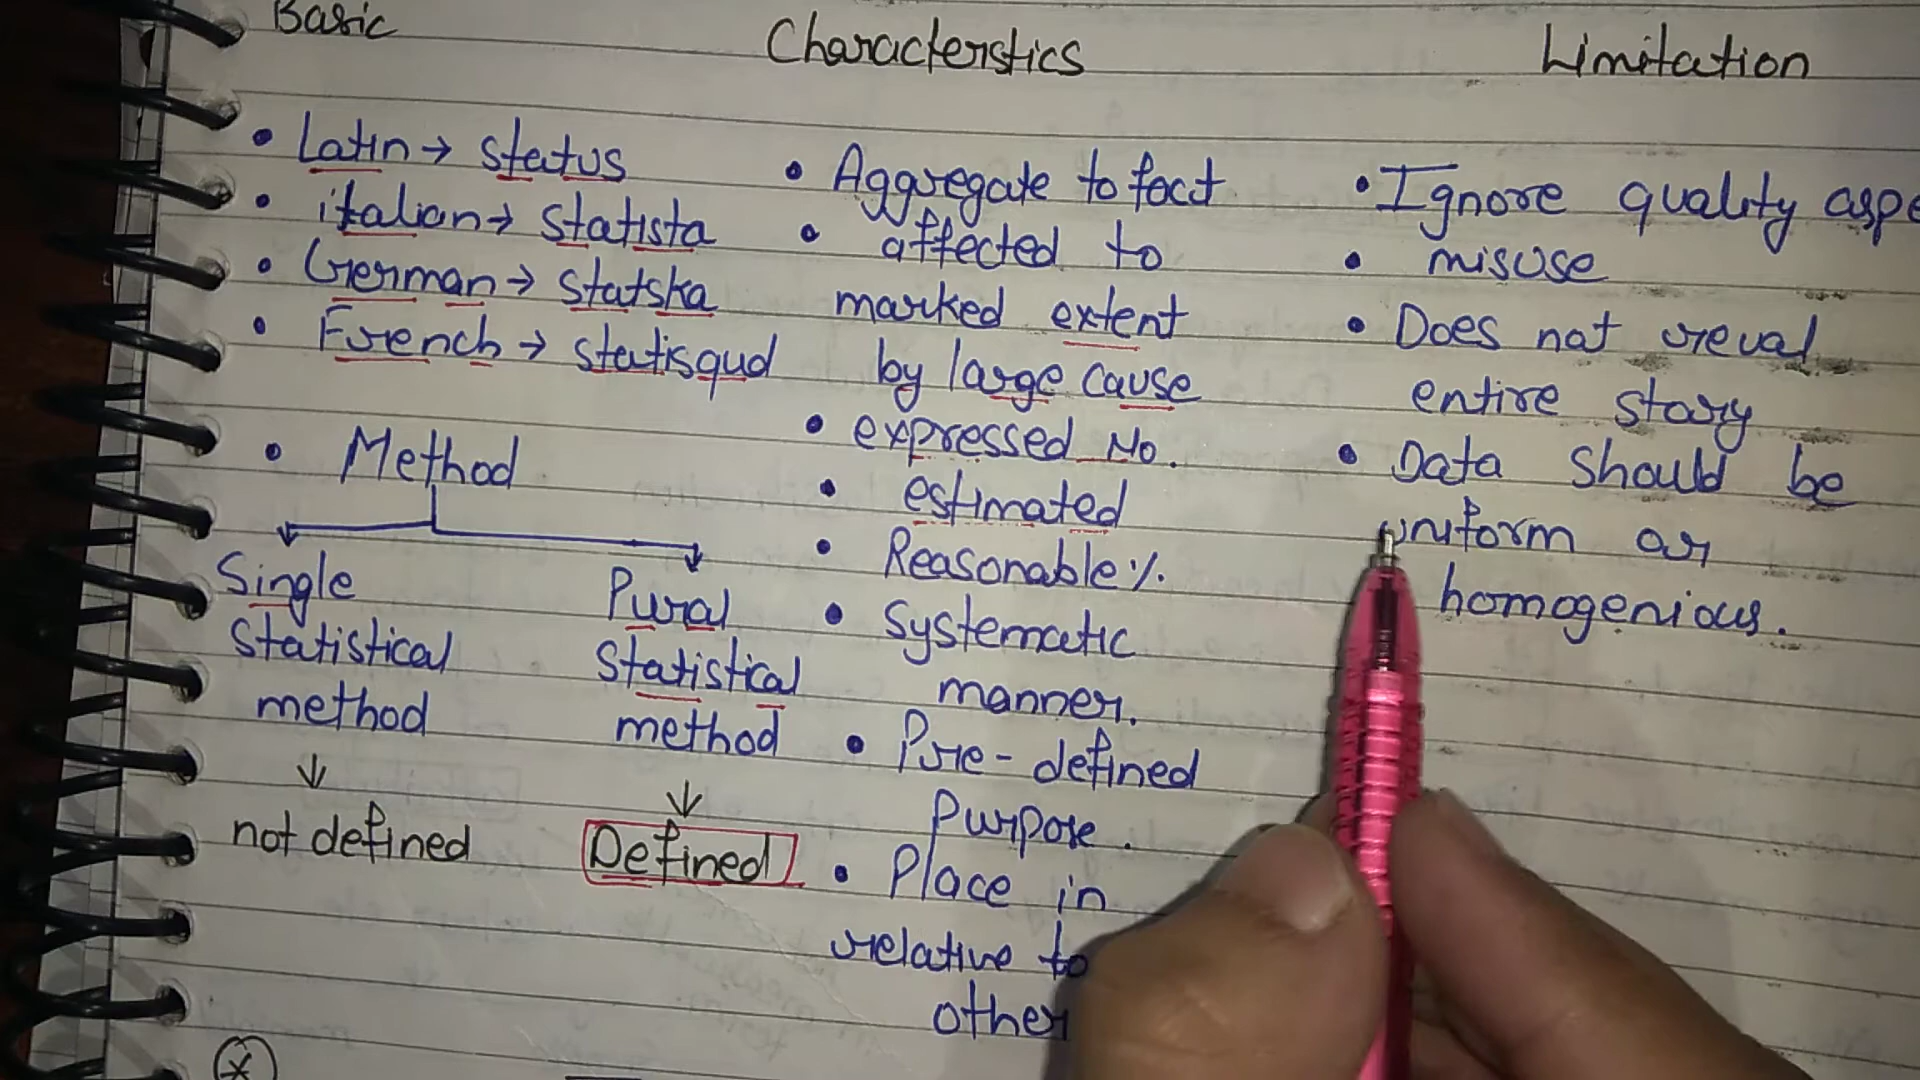 Basic
Characterstics
Limitation
• Latin → status
• italian → statista
• German → statska
• French → statisqud
• Method
Single
Statistical
method
↓
not defined
Pural
Statistical
method
↓
Defined
• Aggregate to fact
• affected to
marked extent
by large cause
• expressed No.
• estimated
• Reasonable %.
• Systematic
manner.
• Pre-defined
Purpose.
• Place in
relative to
other
• Ignore quality aspe
• misuse
• Does not reval
entire story
• Data should be
uniform or
homogenious.